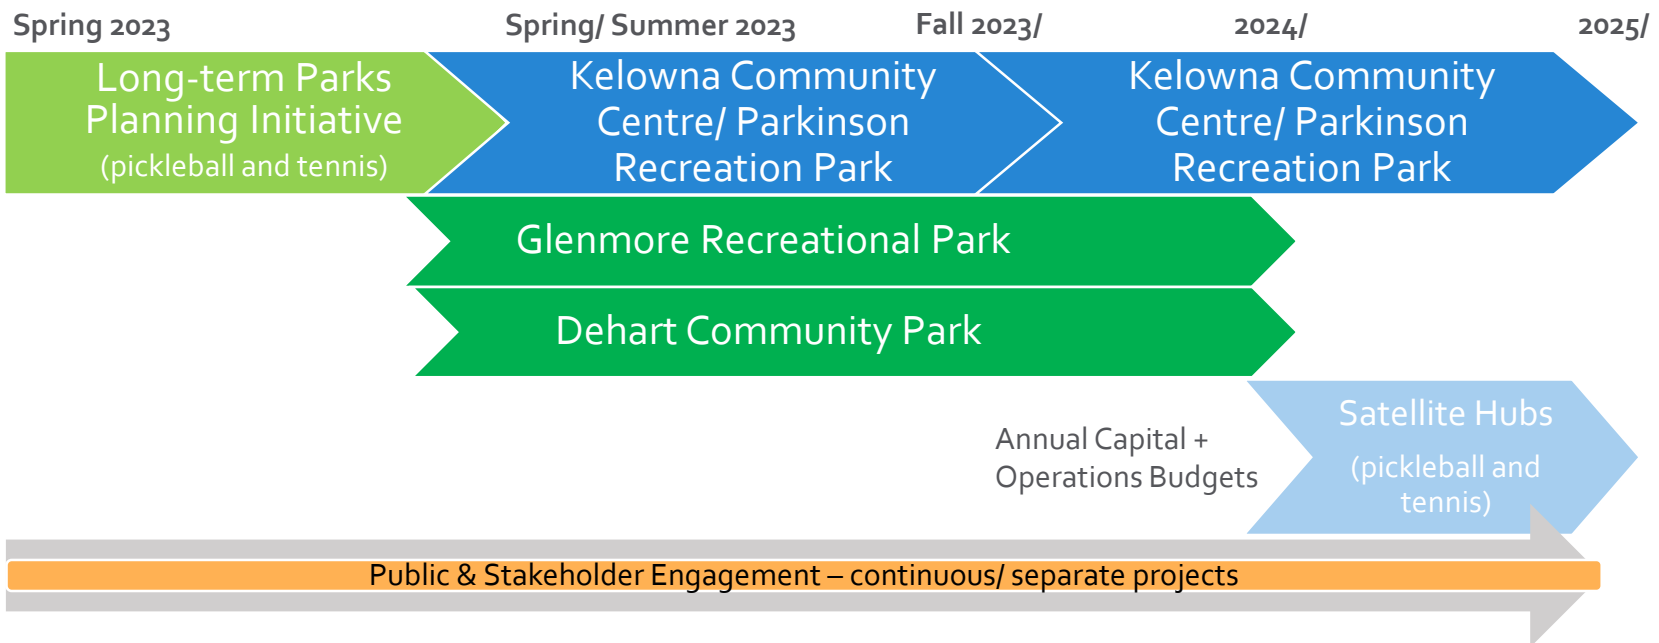 Spring 2023
Spring/ Summer 2023
Fall 2023/
2024/
2025/
Long-term Parks
Planning Initiative
(pickleball and tennis)
Kelowna Community
Centre/ Parkinson
Recreation Park
Kelowna Community
Centre/ Parkinson
Recreation Park
Glenmore Recreational Park
Dehart Community Park
Annual Capital +
Operations Budgets
Satellite Hubs
(pickleball and
tennis)
Public & Stakeholder Engagement – continuous/ separate projects